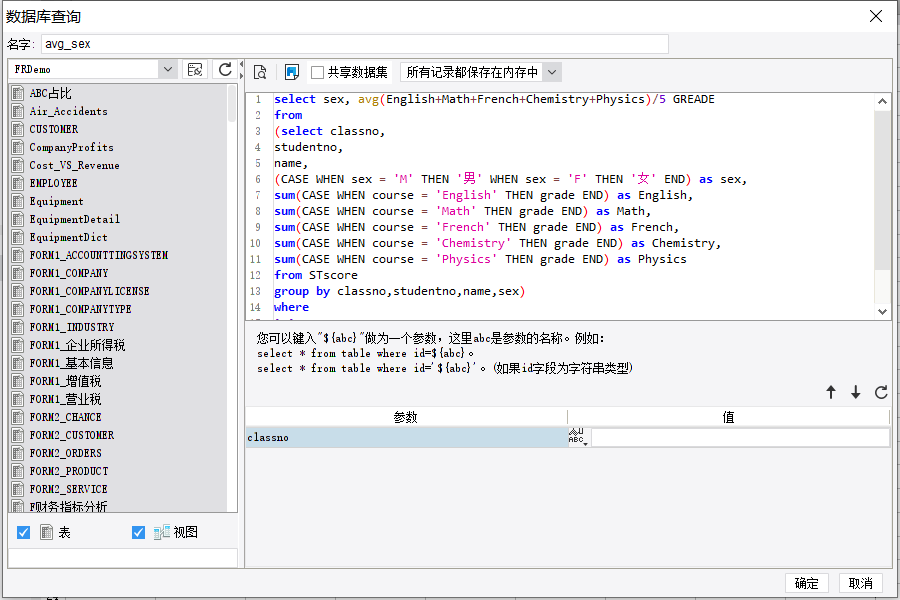 数据库查询
名字: avg_sex
FRDemo
共享数据集
所有记录都保存在内存中
ABC占比
Air_Accidents
CUSTOMER
CompanyProfits
Cost_VS_Revenue
EMPLOYEE
Equipment
EquipmentDetail
EquipmentDict
FORM1_ACCOUNTTINGSYSTEM
FORM1_COMPANY
FORM1_COMPANYLICENSE
FORM1_COMPANYTYPE
FORM1_INDUSTRY
FORM1_企业所得税
FORM1_基本信息
FORM1_增值税
FORM1_营业税
FORM2_CHANCE
FORM2_CUSTOMER
FORM2_ORDERS
FORM2_PRODUCT
FORM2_SERVICE
F财务指标分析
表
视图
1 select sex, avg(English+Math+French+Chemistry+Physics)/5 GREADE
2 from
3 (select classno,
4 studentno,
5 name,
6 (CASE WHEN sex = 'M' THEN '男' WHEN sex = 'F' THEN '女' END) as sex,
7 sum(CASE WHEN course = 'English' THEN grade END) as English,
8 sum(CASE WHEN course = 'Math' THEN grade END) as Math,
9 sum(CASE WHEN course = 'French' THEN grade END) as French,
10 sum(CASE WHEN course = 'Chemistry' THEN grade END) as Chemistry,
11 sum(CASE WHEN course = 'Physics' THEN grade END) as Physics
12 from STscore
13 group by classno,studentno,name,sex)
14 where
您可以键入"${abc}"做为一个参数，这里abc是参数的名称。例如:
select * from table where id=${abc}。
select * from table where id='${abc}'。(如果id字段为字符串类型)
参数
值
classno
ABC
确定
取消